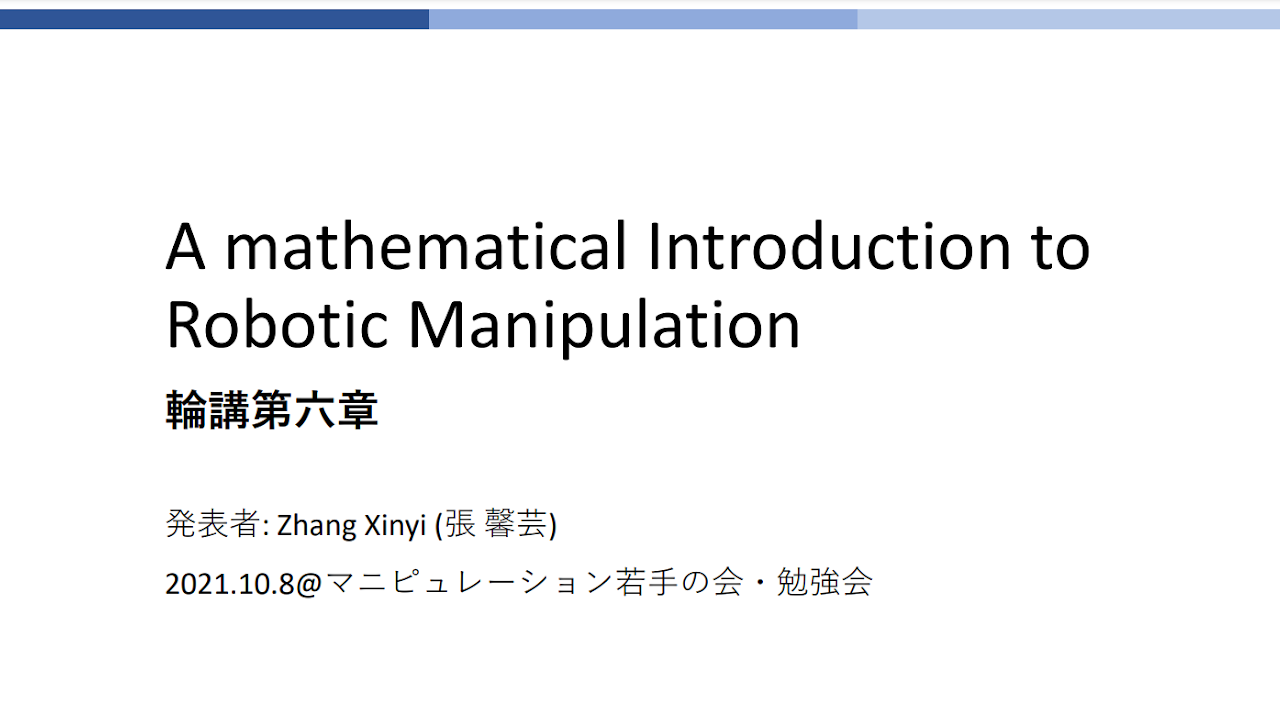 A mathematical Introduction to
Robotic Manipulation
輪講第六章
発表者: Zhang Xinyi (張 馨芸)
2021.10.8@マニピュレーション若手の会・勉強会